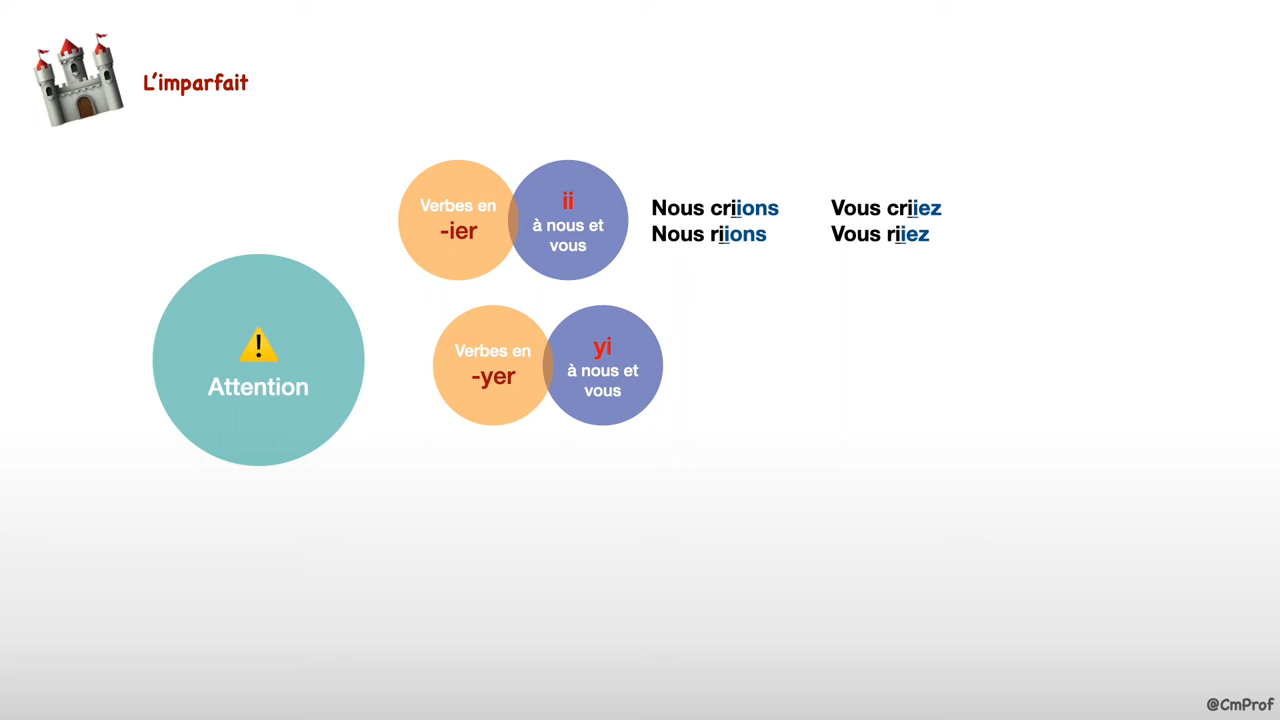 L'imparfait
Verbes en
-ier
ii
à nous et
vous
Nous criions
Vous criiez
Nous riions
Vous riiez
Attention
Verbes en
-yer
yi
à nous et
vous
@CmProf